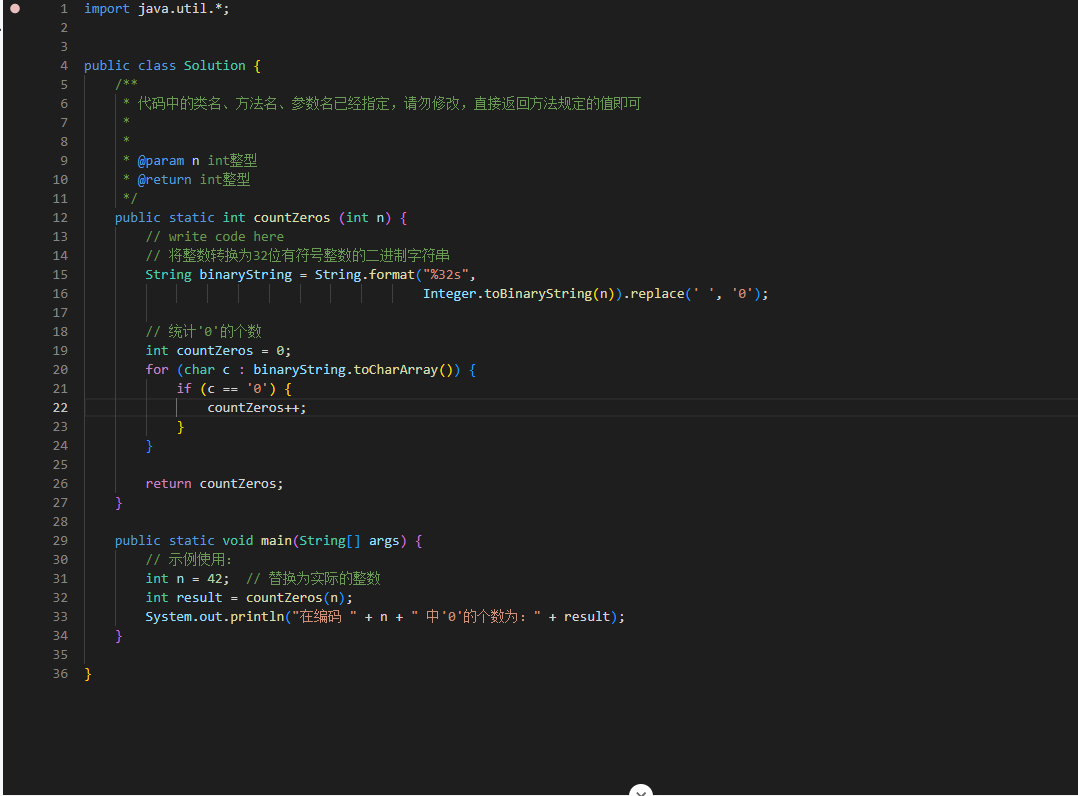 1 import java.util.*;
2
3
4 public class Solution {
5 /**
6 * 代码中的类名、方法名、参数名已经指定，请勿修改，直接返回方法规定的值即可
7 *
8 *
9 * @param n int整型
10 * @return int整型
11 */
12 public static int countZeros (int n) {
13 // write code here
14 // 将整数转换为32位有符号整数的二进制字符串
15 String binaryString = String.format("%32s",
16 Integer.toBinaryString(n)).replace(' ', '0');
17
18 // 统计'0'的个数
19 int countZeros = 0;
20 for (char c : binaryString.toCharArray()) {
21 if (c == '0') {
22 countZeros++;
23 }
24 }
25
26 return countZeros;
27 }
28
29 public static void main(String[] args) {
30 // 示例使用：
31 int n = 42; // 替换为实际的整数
32 int result = countZeros(n);
33 System.out.println("在编码 " + n + " 中'0'的个数为：" + result);
34 }
35
36 }